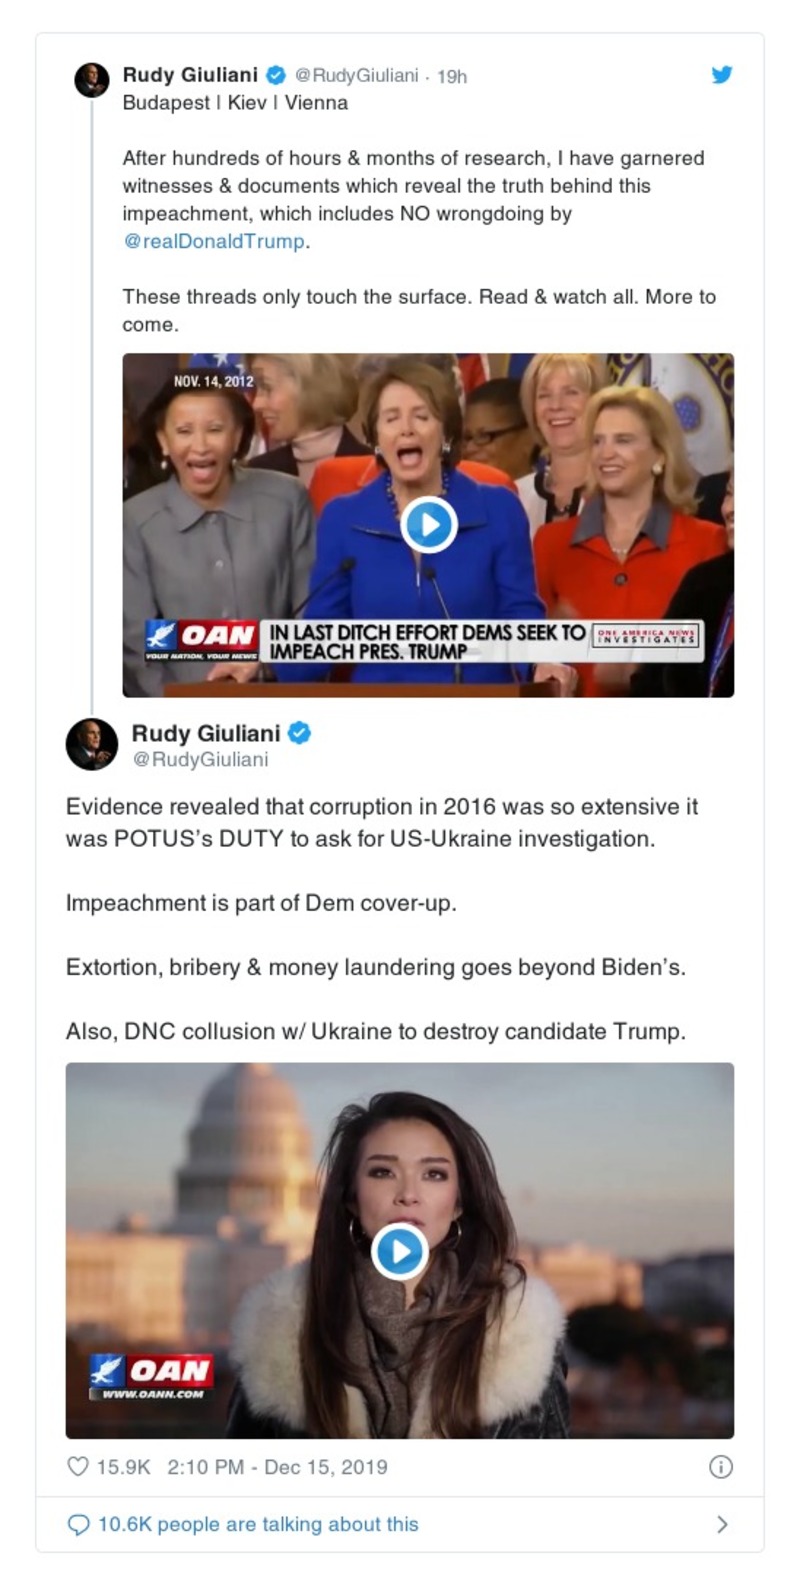 Rudy Giuliani @RudyGiuliani · 19h
Budapest | Kiev | Vienna
After hundreds of hours & months of research, I have garnered
witnesses & documents which reveal the truth behind this
impeachment, which includes NO wrongdoing by
@realDonaldTrump.
These threads only touch the surface. Read & watch all. More to
come.
NOV. 14, 2012
OAN
YOUR NATION, YOUR NEWS
IN LAST DITCH EFFORT DEMS SEEK TO
IMPEACH PRES. TRUMP
ONE AMERICA NEWS
INVESTIGATES
Rudy Giuliani
@RudyGiuliani
Evidence revealed that corruption in 2016 was so extensive it
was POTUS's DUTY to ask for US-Ukraine investigation.
Impeachment is part of Dem cover-up.
Extortion, bribery & money laundering goes beyond Biden's.
Also, DNC collusion w/ Ukraine to destroy candidate Trump.
OAN
WWW.OANN.COM
15.9K 2:10 PM - Dec 15, 2019
10.6K people are talking about this